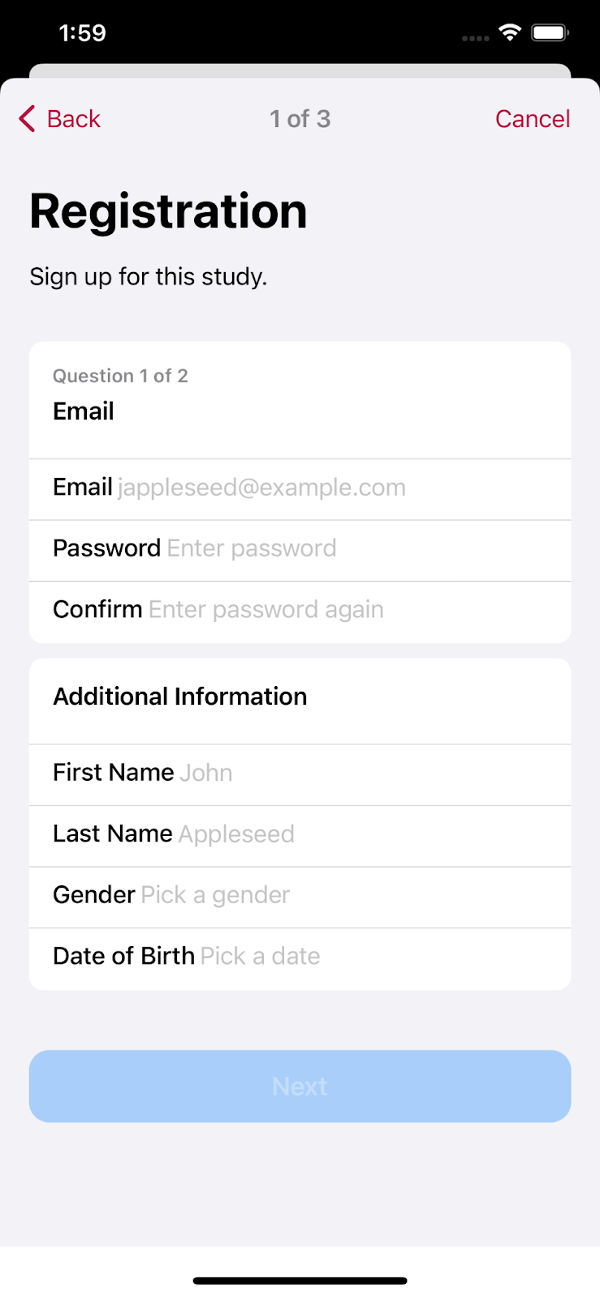 1:59
Back 1 of 3 Cancel
Registration
Sign up for this study.
Question 1 of 2
Email
Email jappleseed@example.com
Password Enter password
Confirm Enter password again
Additional Information
First Name John
Last Name Appleseed
Gender Pick a gender
Date of Birth Pick a date
Next